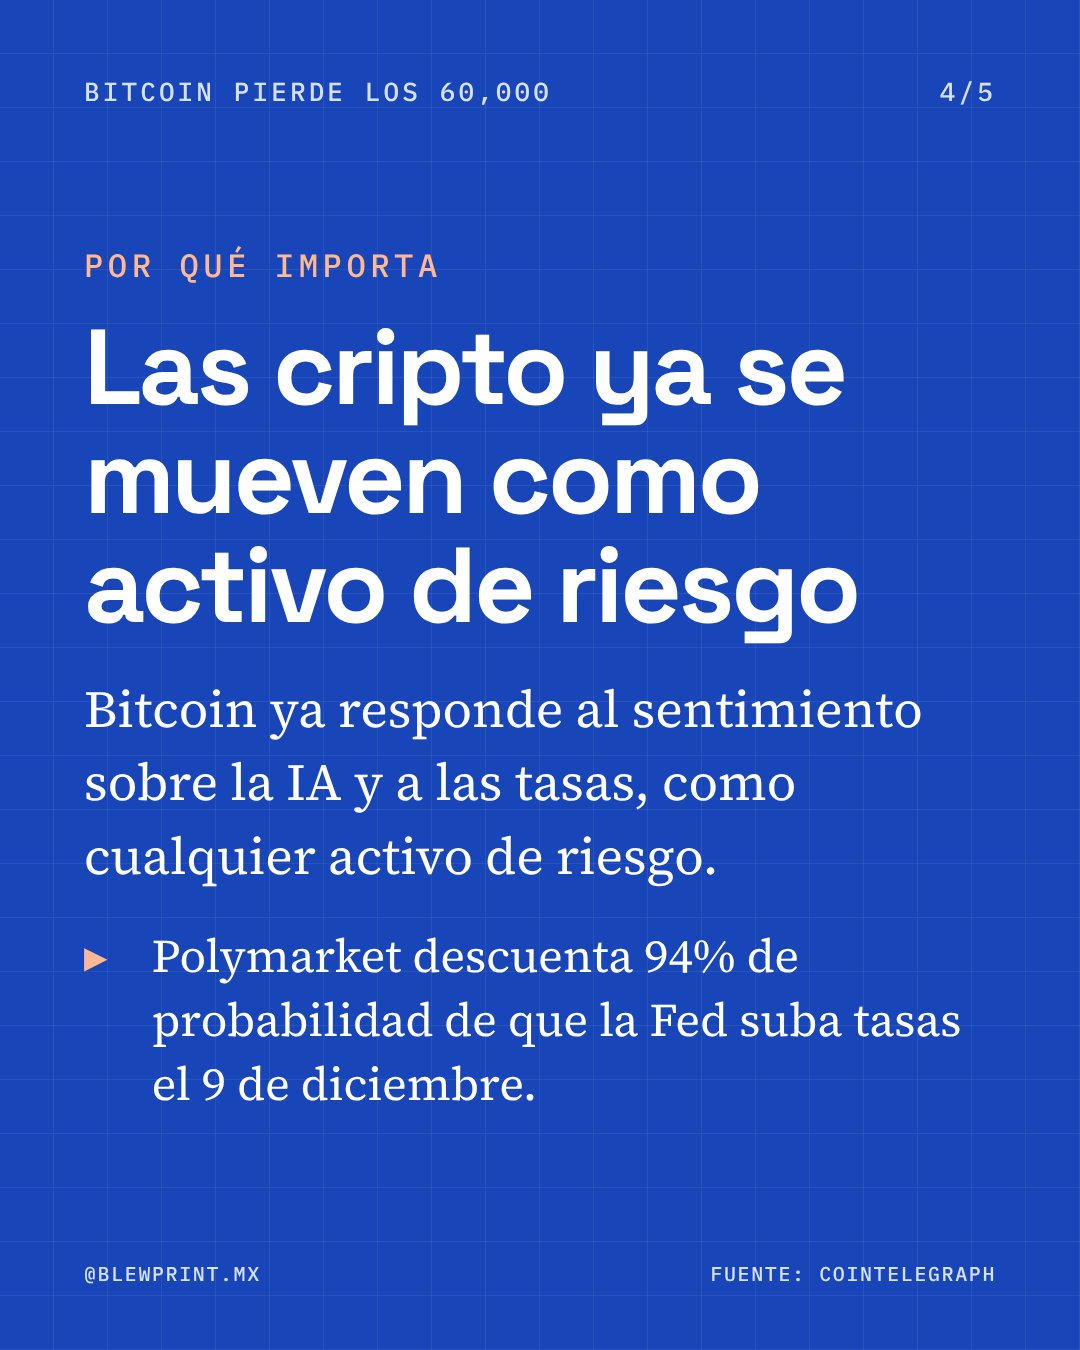 BITCOIN PIERDE LOS 60,000
4/5
POR QUÉ IMPORTA
Las cripto ya se
mueven como
activo de riesgo
Bitcoin ya responde al sentimiento
sobre la IA y a las tasas, como
cualquier activo de riesgo.
▶ Polymarket descuenta 94% de
probabilidad de que la Fed suba tasas
el 9 de diciembre.
@BLEWPRINT.MX
FUENTE: COINTELEGRAPH